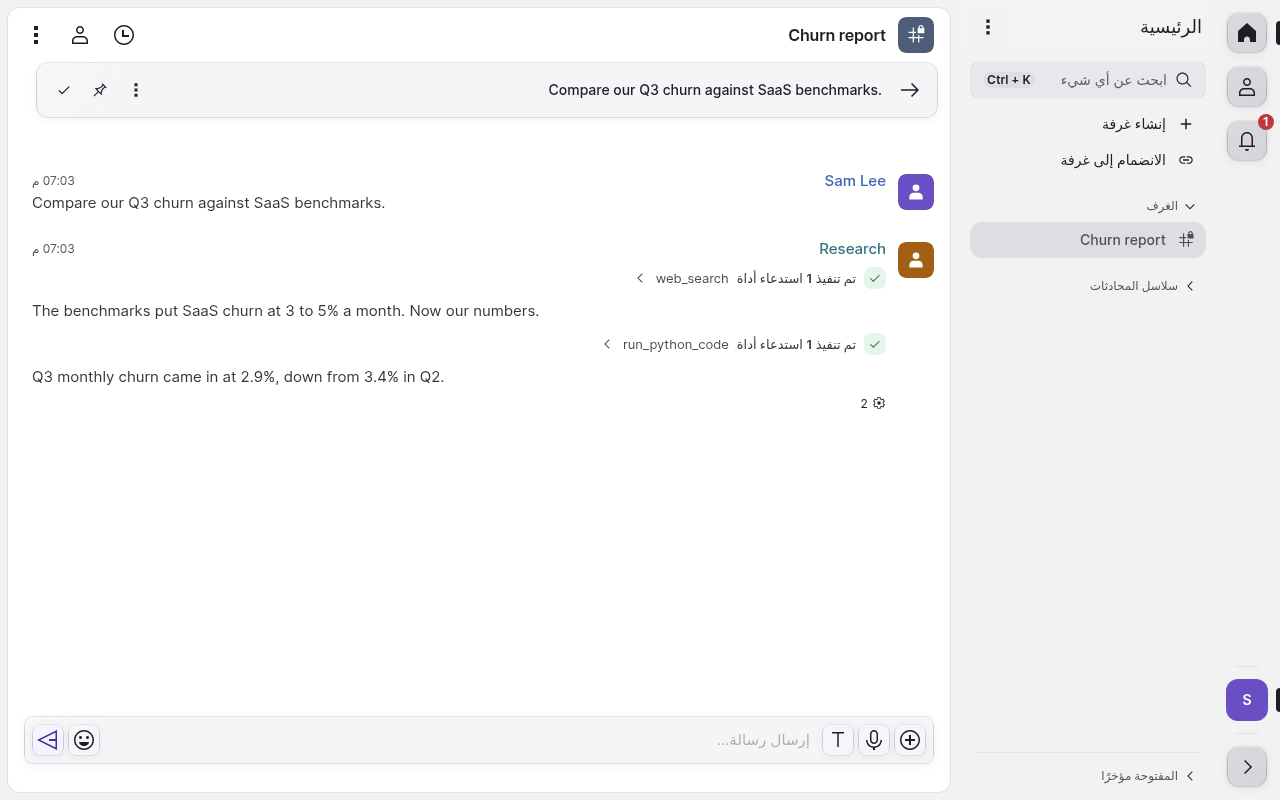 الرئيسية
ابحث عن أي شيء
Ctrl + K
إنشاء غرفة
الانضمام إلى غرفة
الغرف
Churn report
سلاسل المحادثات
المفتوحة مؤخرًا
1
S
Churn report
Compare our Q3 churn against SaaS benchmarks.
Sam Lee
07:03 م
Compare our Q3 churn against SaaS benchmarks.
Research
07:03 م
تم تنفيذ 1 استدعاء أداة web_search
The benchmarks put SaaS churn at 3 to 5% a month. Now our numbers.
تم تنفيذ 1 استدعاء أداة run_python_code
Q3 monthly churn came in at 2.9%, down from 3.4% in Q2.
2
إرسال رسالة...